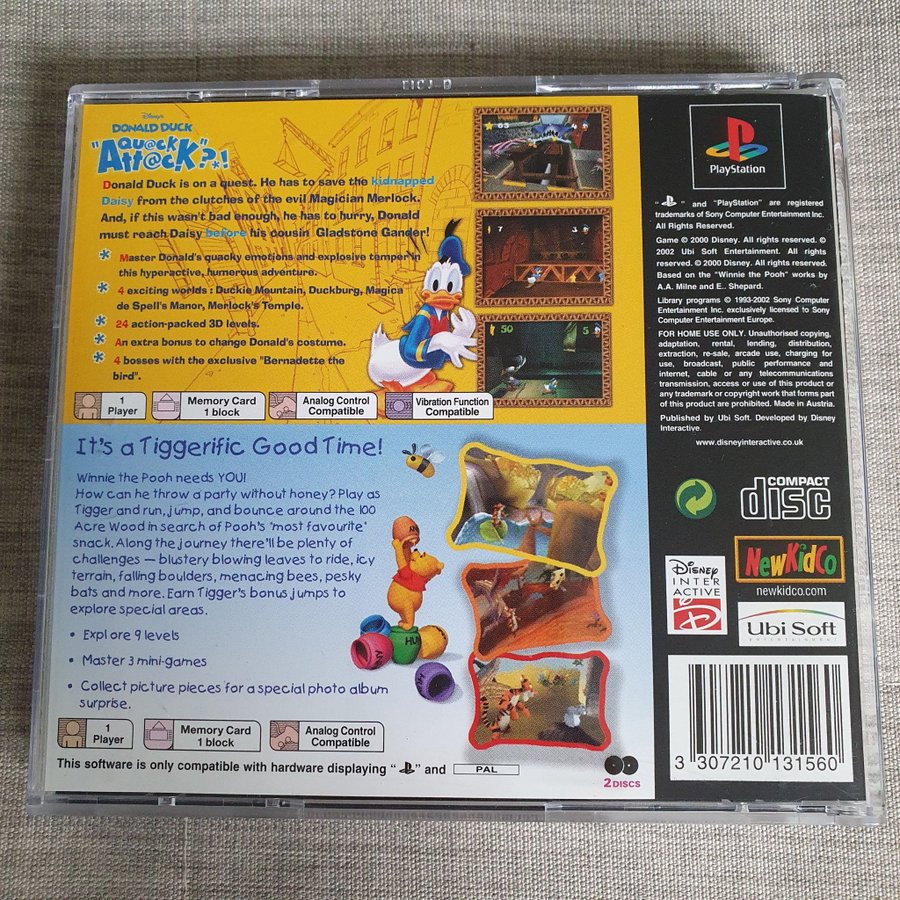 Disney's
DONALD DUCK
"QU@CK
ATT@CK"?*!
Donald Duck is on a quest. He has to save the kidnapped
Daisy from the clutches of the evil Magician Merlock.
And, if this wasn't bad enough, he has to hurry, Donald
must reach Daisy before his cousin Gladstone Gander!
* Master Donald's quacky emotions and explosive temper in
this hyperactive, humorous adventure.
* 4 exciting worlds : Duckie Mountain, Duckburg, Magica
de Spell's Manor, Merlock's Temple.
* 24 action-packed 3D levels.
* An extra bonus to change Donald's costume.
* 4 bosses with the exclusive "Bernadette the
bird".
1
Player
Memory Card
1 block
Analog Control
Compatible
Vibration Function
Compatible
63
7 3
50 5
It's a Tiggerific Good Time!
Winnie the Pooh needs YOU!
How can he throw a party without honey? Play as
Tigger and run, jump, and bounce around the 100
Acre Wood in search of Pooh's 'most favourite'
snack. Along the journey there'll be plenty of
challenges — blustery blowing leaves to ride, icy
terrain, falling boulders, menacing bees, pesky
bats and more. Earn Tigger's bonus jumps to
explore special areas.
• Explore 9 levels
• Master 3 mini-games
• Collect picture pieces for a special photo album
surprise.
HUN
1
Player
Memory Card
1 block
Analog Control
Compatible
This software is only compatible with hardware displaying " " and PAL
2 DISCS
PlayStation
" " and "PlayStation" are registered
trademarks of Sony Computer Entertainment Inc.
All Rights Reserved.
Game © 2000 Disney. All rights reserved. ©
2002 Ubi Soft Entertainment. All rights
reserved. © 2000 Disney. All rights reserved.
Based on the "Winnie the Pooh" works by
A.A. Milne and E.. Shepard.
Library programs © 1993-2002 Sony Computer
Entertainment Inc. exclusively licensed to Sony
Computer Entertainment Europe.
FOR HOME USE ONLY. Unauthorised copying,
adaptation, rental, lending, distribution,
extraction, re-sale, arcade use, charging for
use, broadcast, public performance and
internet, cable or any telecommunications
transmission, access or use of this product or
any trademark or copyright work that forms part
of this product are prohibited. Made in Austria.
Published by Ubi Soft. Developed by Disney
Interactive.
www.disneyinteractive.co.uk
COMPACT
disc
Disney
INTER
ACTIVE
D
NewKidCo
newkidco.com
Ubi Soft
ENTERTAINMENT
3 307210 131560